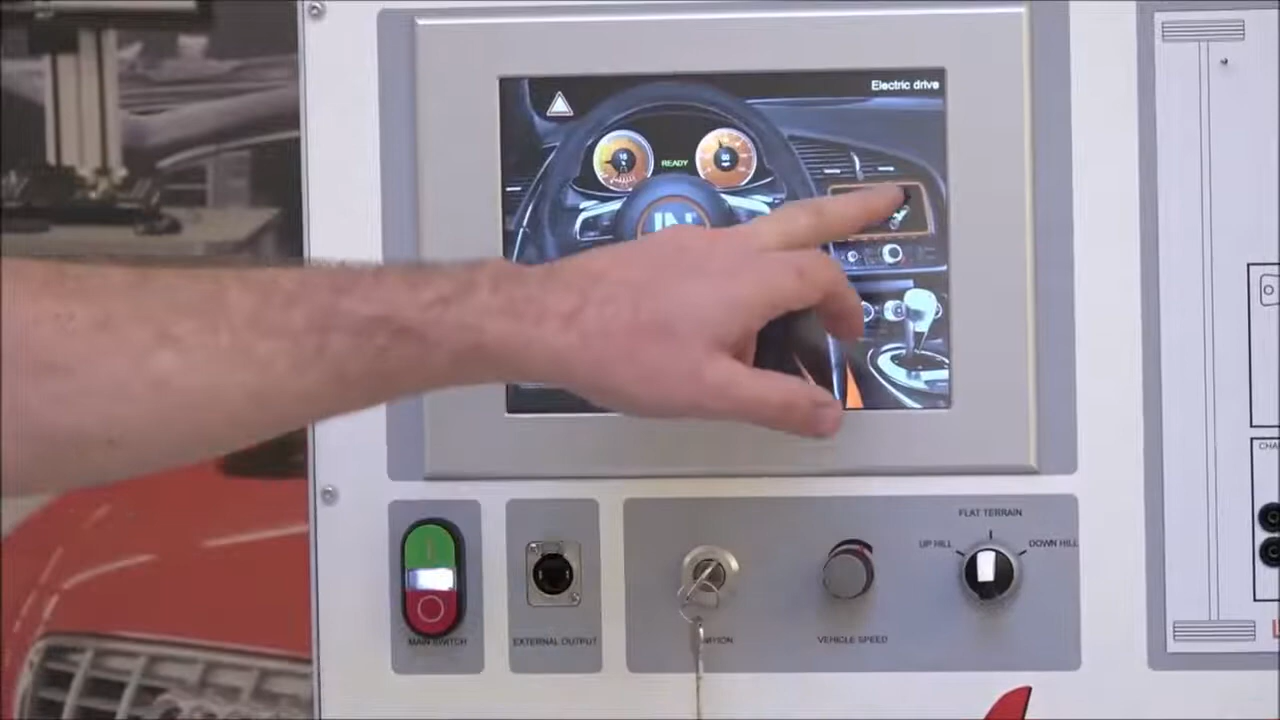 Electric drive
READY
FLAT TERRAIN
UP HILL
DOWN HILL
MAIN SWITCH
EXTERNAL OUTPUT
VEHICLE SPEED